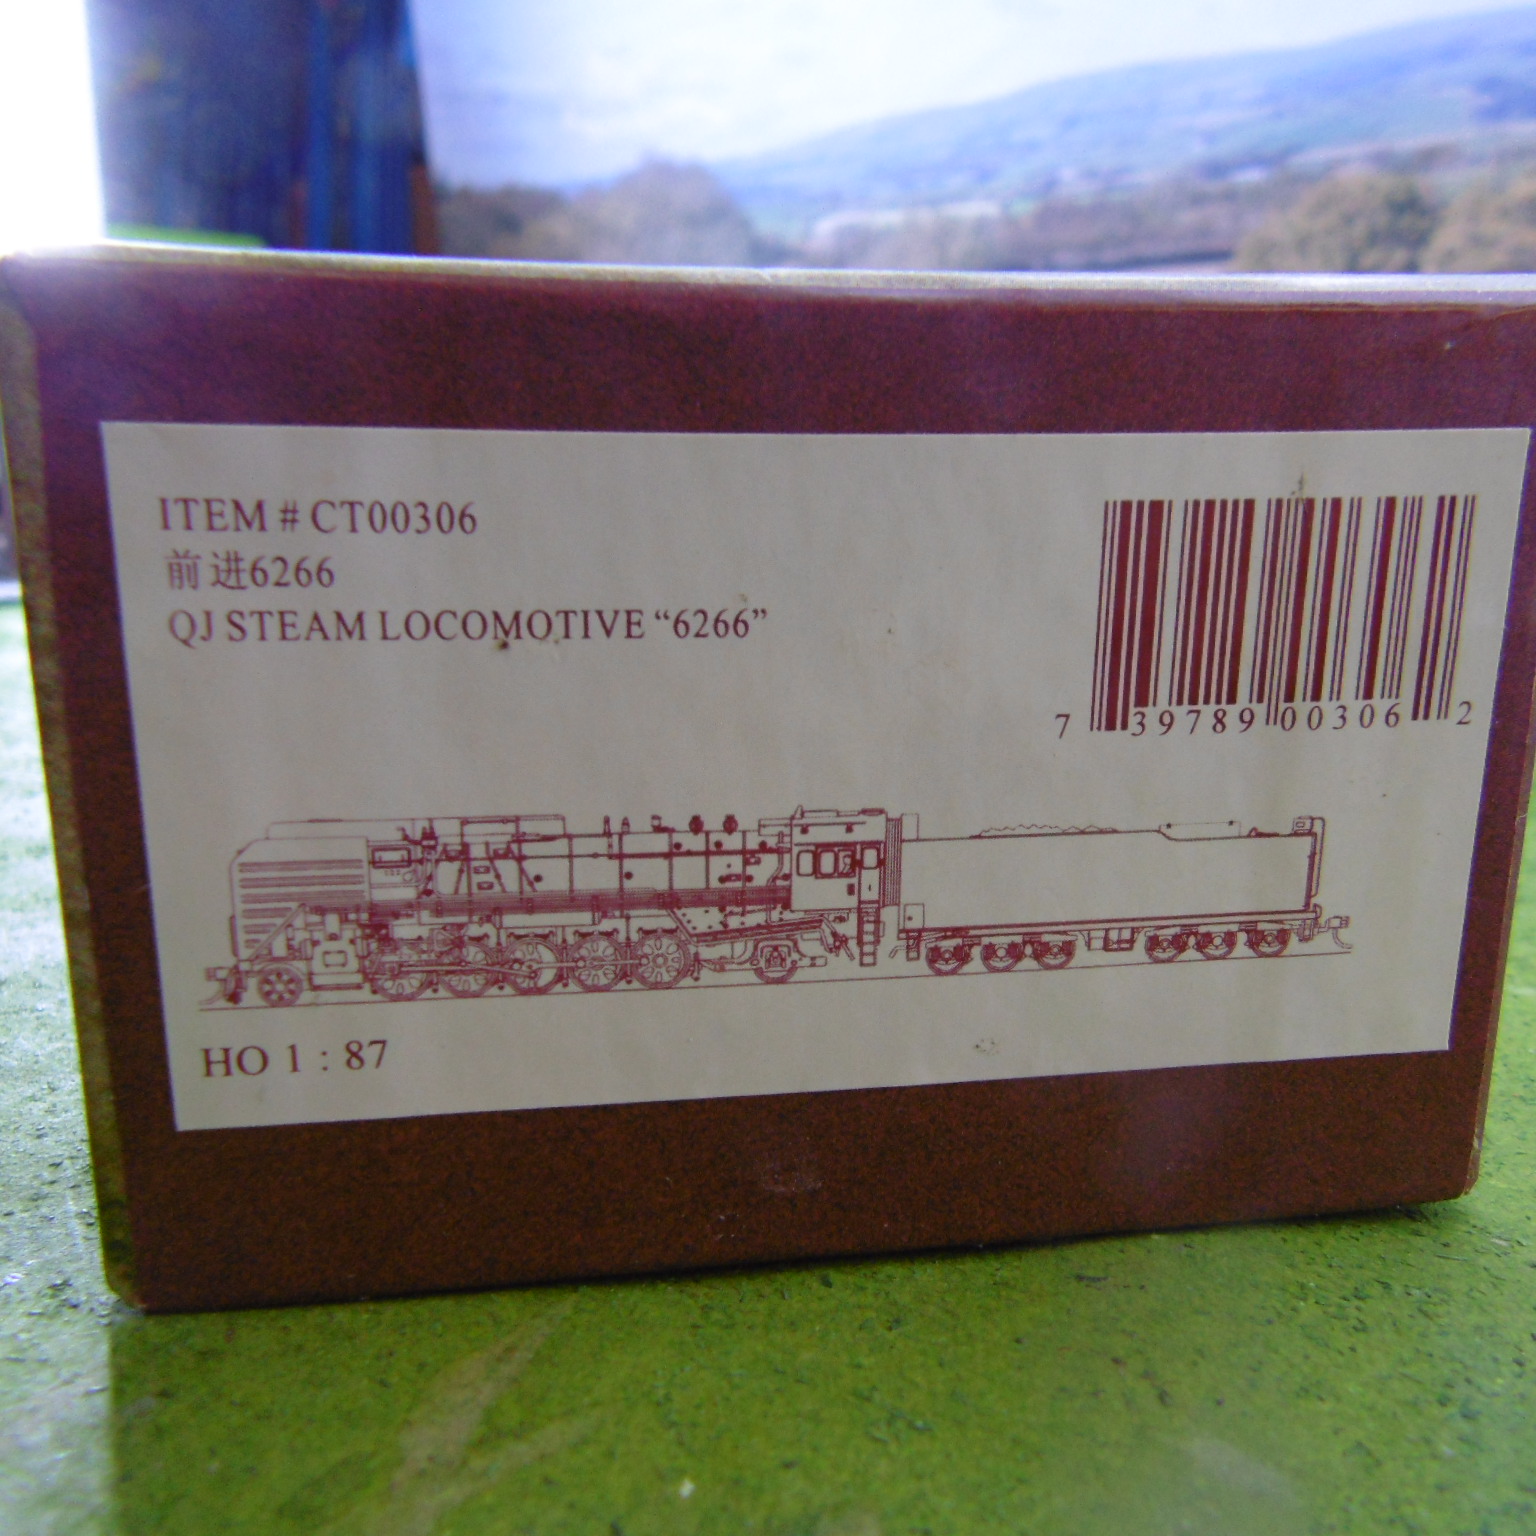 ITEM # CT00306
前进6266
QJ STEAM LOCOMOTIVE “6266”
7 39789 00306 2
HO 1 : 87